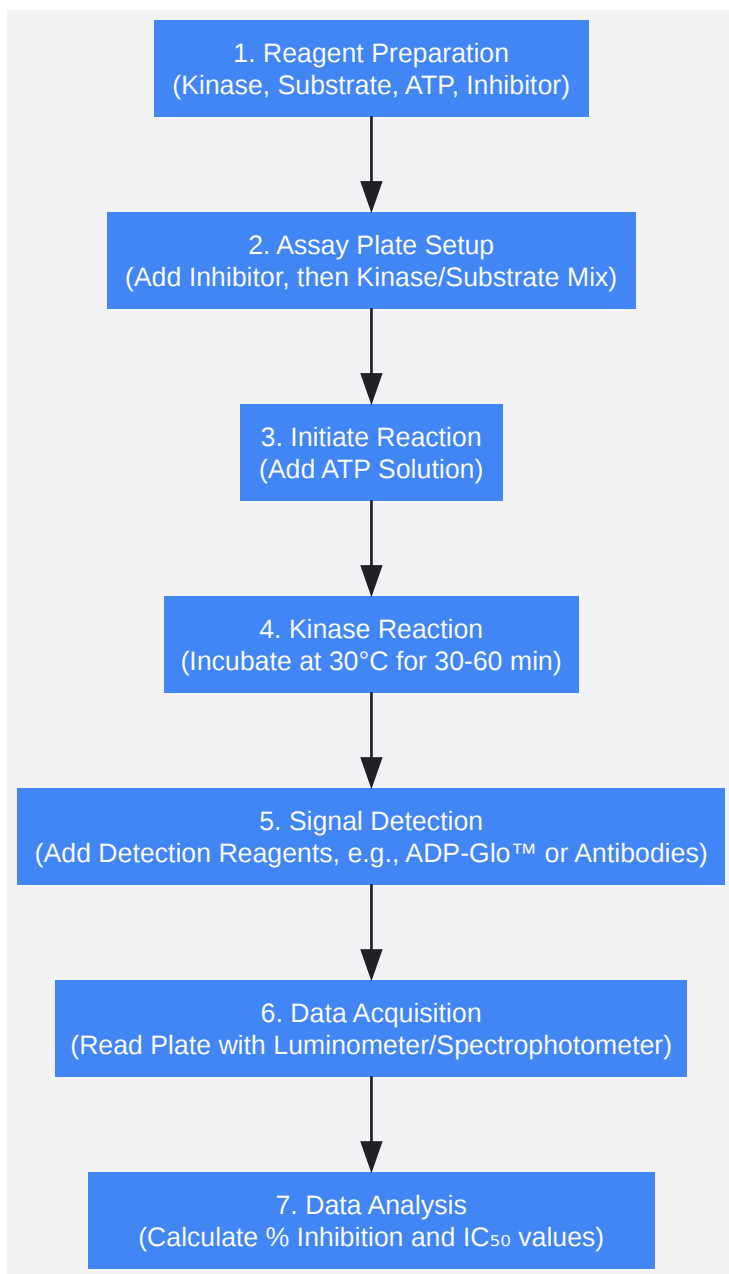 1. Reagent Preparation
(Kinase, Substrate, ATP, Inhibitor)
2. Assay Plate Setup
(Add Inhibitor, then Kinase/Substrate Mix)
3. Initiate Reaction
(Add ATP Solution)
4. Kinase Reaction
(Incubate at 30°C for 30-60 min)
5. Signal Detection
(Add Detection Reagents, e.g., ADP-Glo™ or Antibodies)
6. Data Acquisition
(Read Plate with Luminometer/Spectrophotometer)
7. Data Analysis
(Calculate % Inhibition and IC₅₀ values)